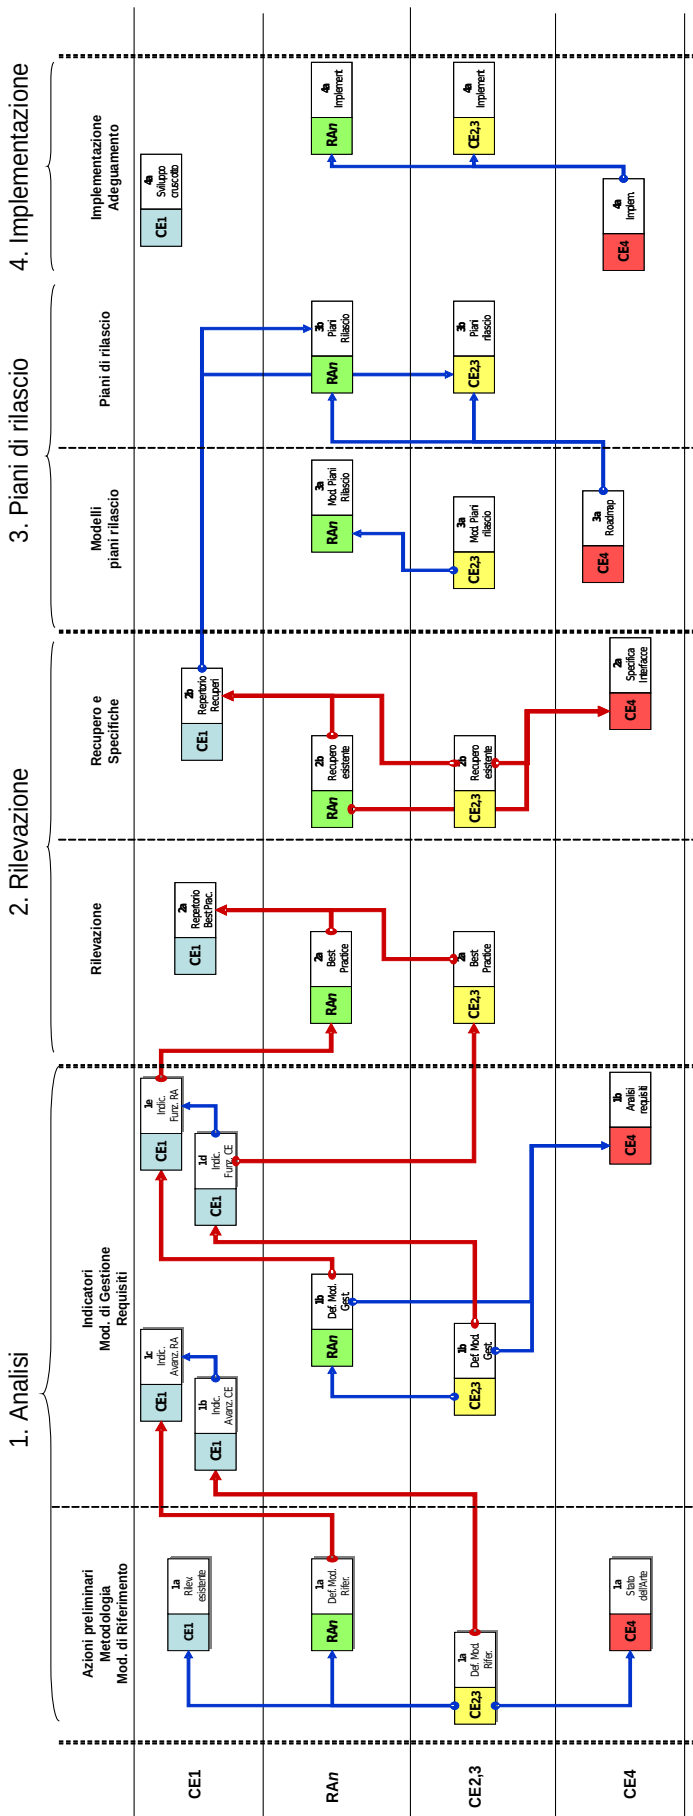 1. Analisi
2. Rilevazione
3. Piani di rilascio
4. Implementazione
Azioni preliminari
Metodologia
Mod. di Riferimento
Indicatori
Mod. di Gestione
Requisiti
Rilevazione
Recupero e
Specifiche
Modelli
piani rilascio
Piani di rilascio
Implementazione
Adeguamento
CE1
CE1
1a
Rilev.
esistente
CE1
1b
Indic.
Avanz. CE
CE1
1c
Indic.
Avanz. RA
CE1
1d
Indic.
Funz. CE
CE1
1e
Indic.
Funz. RA
CE1
2a
Repertorio
Best Prac.
CE1
2b
Repertorio
Recuperi
CE1
4a
Sviluppo
cruscotto
RAn
RAn
1a
Def. Mod.
Rifer.
RAn
1b
Def. Mod.
Gest.
RAn
2a
Best
Practice
RAn
2b
Recupero
esistente
RAn
3a
Mod. Piani
Rilascio
RAn
3b
Piani
Rilascio
RAn
4a
Implement
CE2,3
CE2,3
1a
Def. Mod.
Rifer.
CE2,3
1b
Def. Mod.
Gest.
CE2,3
2a
Best
Practice
CE2,3
2b
Recupero
esistente
CE2,3
3a
Mod. Piani
rilascio
CE2,3
3b
Piani
rilascio
CE2,3
4a
Implement
CE4
CE4
1a
Stato
dell'Arte
CE4
1b
Analisi
requisiti
CE4
2a
Specifica
Interfacce
CE4
3a
Roadmap
CE4
4a
Implem.